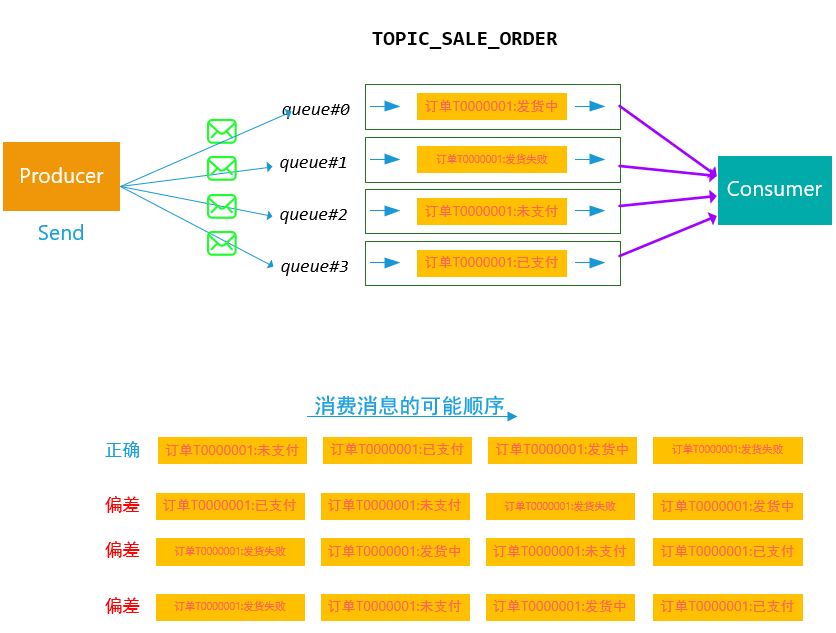 TOPIC_SALE_ORDER
queue#0
订单T0000001:发货中
Producer
queue#1
订单T0000001:发货失败
Consumer
queue#2
订单T0000001:未支付
Send
queue#3
订单T0000001:已支付
消费消息的可能顺序
正确 订单T0000001:未支付 订单T0000001:已支付 订单T0000001:发货中 订单T0000001:发货失败
偏差 订单T0000001:已支付 订单T0000001:未支付 订单T0000001:发货失败 订单T0000001:发货中
偏差 订单T0000001:发货失败 订单T0000001:发货中 订单T0000001:未支付 订单T0000001:已支付
偏差 订单T0000001:发货失败 订单T0000001:未支付 订单T0000001:发货中 订单T0000001:已支付